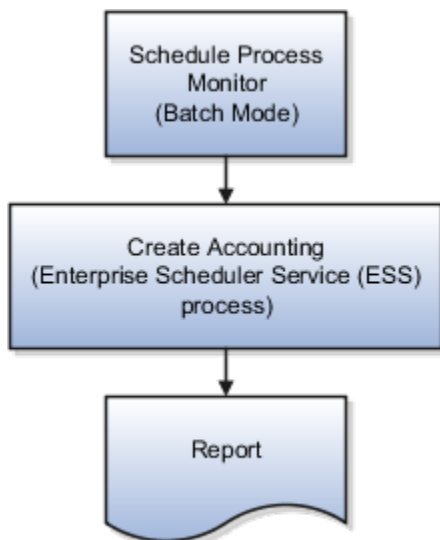 Schedule Process
Monitor
(Batch Mode)
Create Accounting
(Enterprise Scheduler Service (ESS)
process)
Report